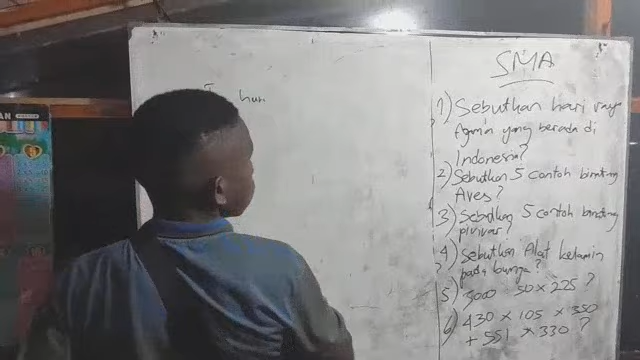 hari
SMA
1) Sebutkan hari raya
Agama yang berada di
Indonesia?
2) Sebutkan 5 contoh binatang
Aves?
3) Sebutkan 5 contoh binatang
4) Sebutkan Alat kelamin
pada bunga?
5) 5000 50 x 225 ?
6) 430 x 105 x 350
+ 551 x 330 ?